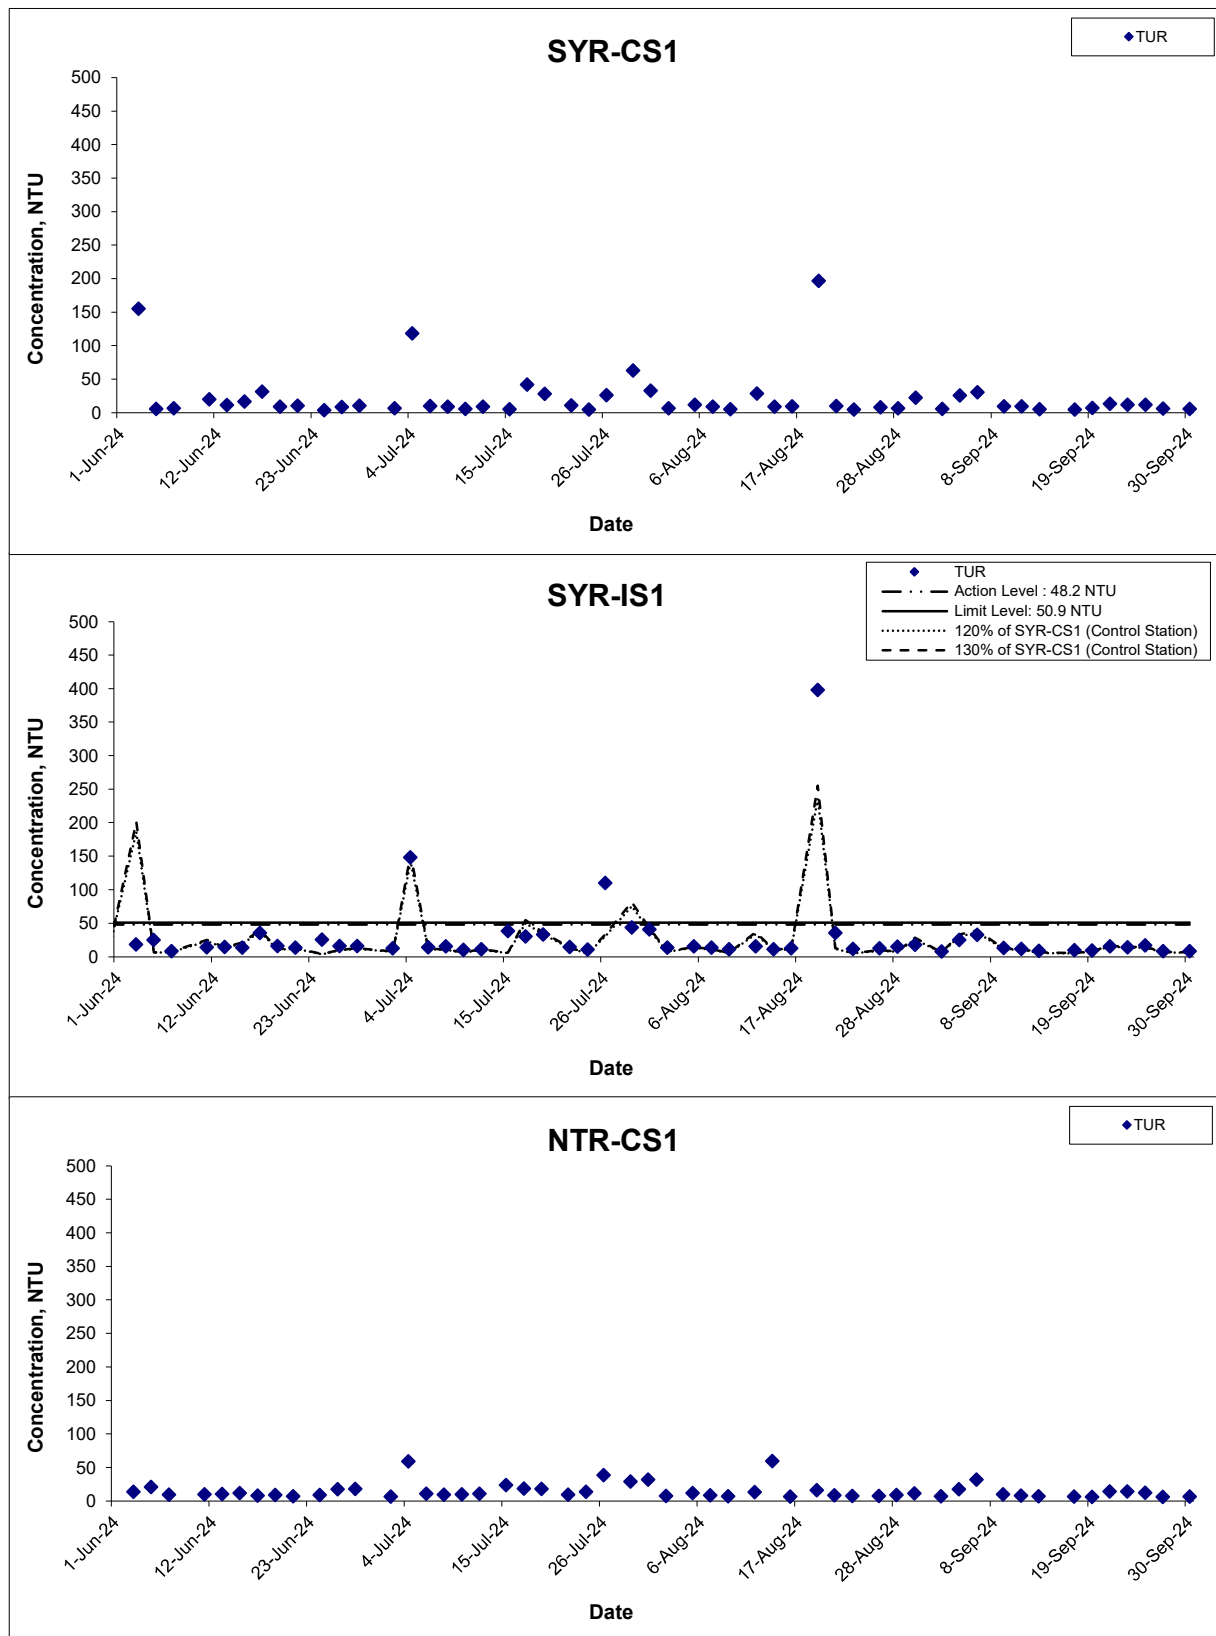 SYR-CS1
TUR
Concentration, NTU
500
450
400
350
300
250
200
150
100
50
0
1-Jun-24
12-Jun-24
23-Jun-24
4-Jul-24
15-Jul-24
26-Jul-24
6-Aug-24
17-Aug-24
28-Aug-24
8-Sep-24
19-Sep-24
30-Sep-24
Date
SYR-IS1
TUR
Action Level : 48.2 NTU
Limit Level: 50.9 NTU
120% of SYR-CS1 (Control Station)
130% of SYR-CS1 (Control Station)
Concentration, NTU
500
450
400
350
300
250
200
150
100
50
0
1-Jun-24
12-Jun-24
23-Jun-24
4-Jul-24
15-Jul-24
26-Jul-24
6-Aug-24
17-Aug-24
28-Aug-24
8-Sep-24
19-Sep-24
30-Sep-24
Date
NTR-CS1
TUR
Concentration, NTU
500
450
400
350
300
250
200
150
100
50
0
1-Jun-24
12-Jun-24
23-Jun-24
4-Jul-24
15-Jul-24
26-Jul-24
6-Aug-24
17-Aug-24
28-Aug-24
8-Sep-24
19-Sep-24
30-Sep-24
Date